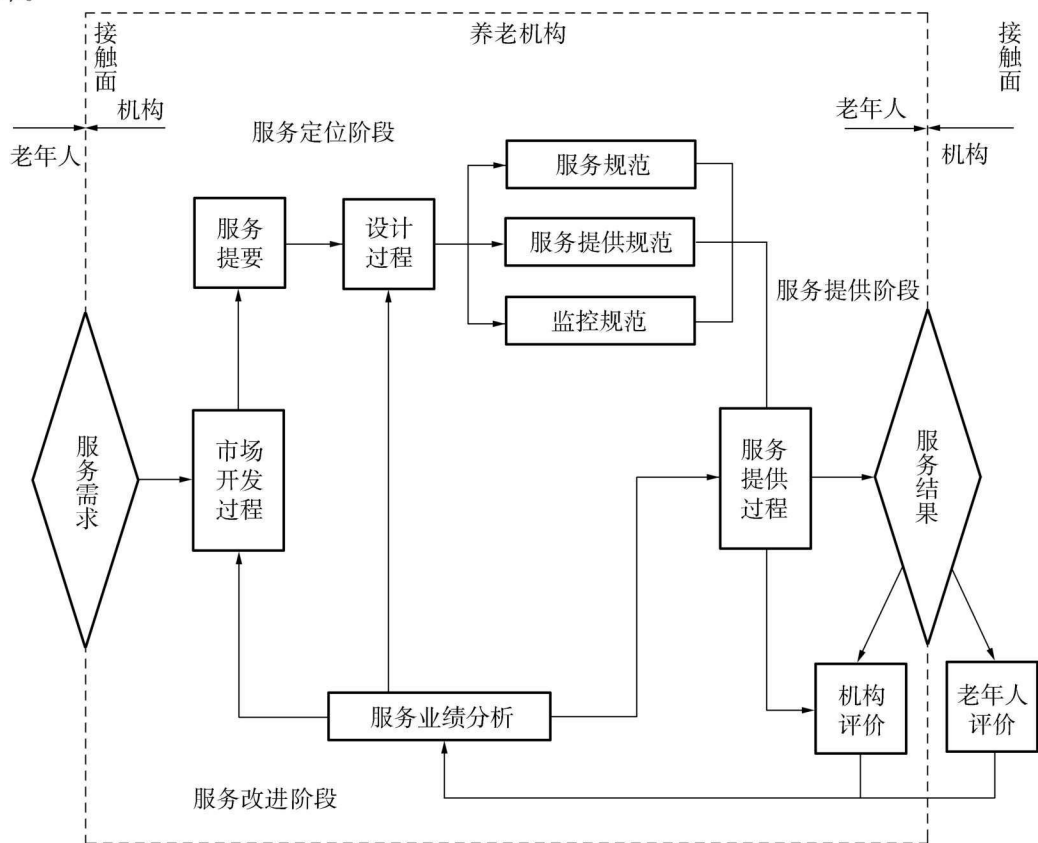 接触面
养老机构
接触面
机构
老年人
老年人
机构
服务定位阶段
服务规范
服务
提要
设计
过程
服务提供规范
监控规范
服务提供阶段
服务需求
市场
开发
过程
服务
提供
过程
服务结果
服务业绩分析
机构
评价
老年人
评价
服务改进阶段